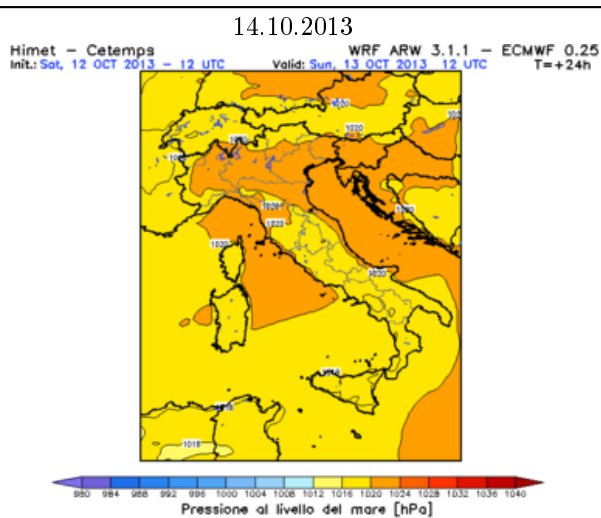 14.10.2013
Himet - Cetemps WRF ARW 3.1.1 - ECMWF 0.25
Init.: Sat, 12 OCT 2013 - 12 UTC Valid: Sun, 13 OCT 2013 12 UTC T=+24h
1020
1020
1020
1020
1020
1020
1020
1016
980 984 988 992 996 1000 1004 1008 1012 1016 1020 1024 1028 1032 1036 1040
Pressione al livello del mare [hPa]